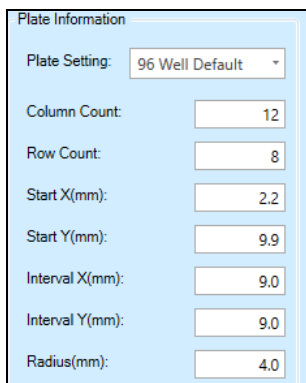 Plate Information
Plate Setting: 96 Well Default
Column Count: 12
Row Count: 8
Start X(mm): 2.2
Start Y(mm): 9.9
Interval X(mm): 9.0
Interval Y(mm): 9.0
Radius(mm): 4.0